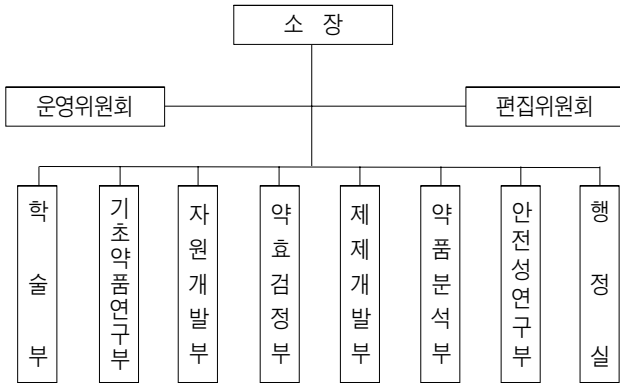 소 장
운영위원회
편집위원회
학술부
기초약품연구부
자원개발부
약효검정부
제제개발부
약품분석부
안전성연구부
행정실